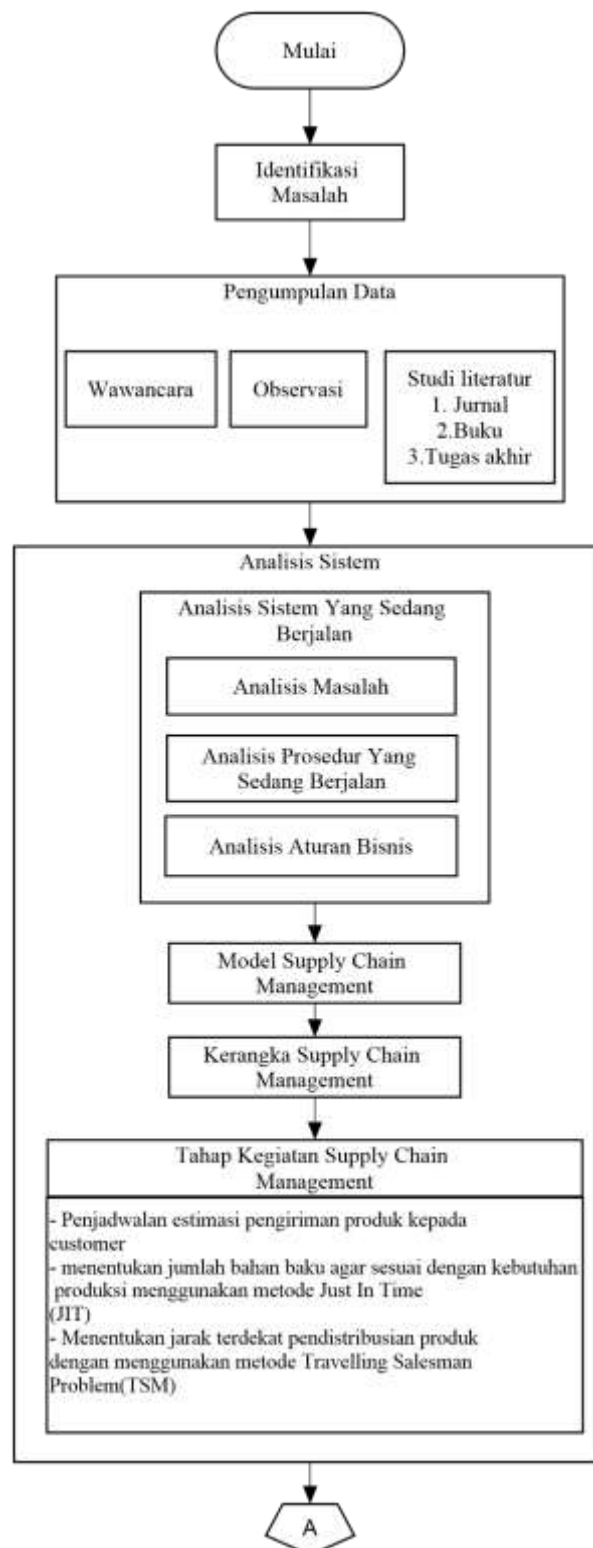 Mulai
Identifikasi
Masalah
Pengumpulan Data
Wawancara
Observasi
Studi literatur
1. Jurnal
2.Buku
3.Tugas akhir
Analisis Sistem
Analisis Sistem Yang Sedang
Berjalan
Analisis Masalah
Analisis Prosedur Yang
Sedang Berjalan
Analisis Aturan Bisnis
Model Supply Chain
Management
Kerangka Supply Chain
Management
Tahap Kegiatan Supply Chain
Management
- Penjadwalan estimasi pengiriman produk kepada
customer
- menentukan jumlah bahan baku agar sesuai dengan kebutuhan
produksi menggunakan metode Just In Time
(JIT)
- Menentukan jarak terdekat pendistribusian produk
dengan menggunakan metode Travelling Salesman
Problem(TSM)
A